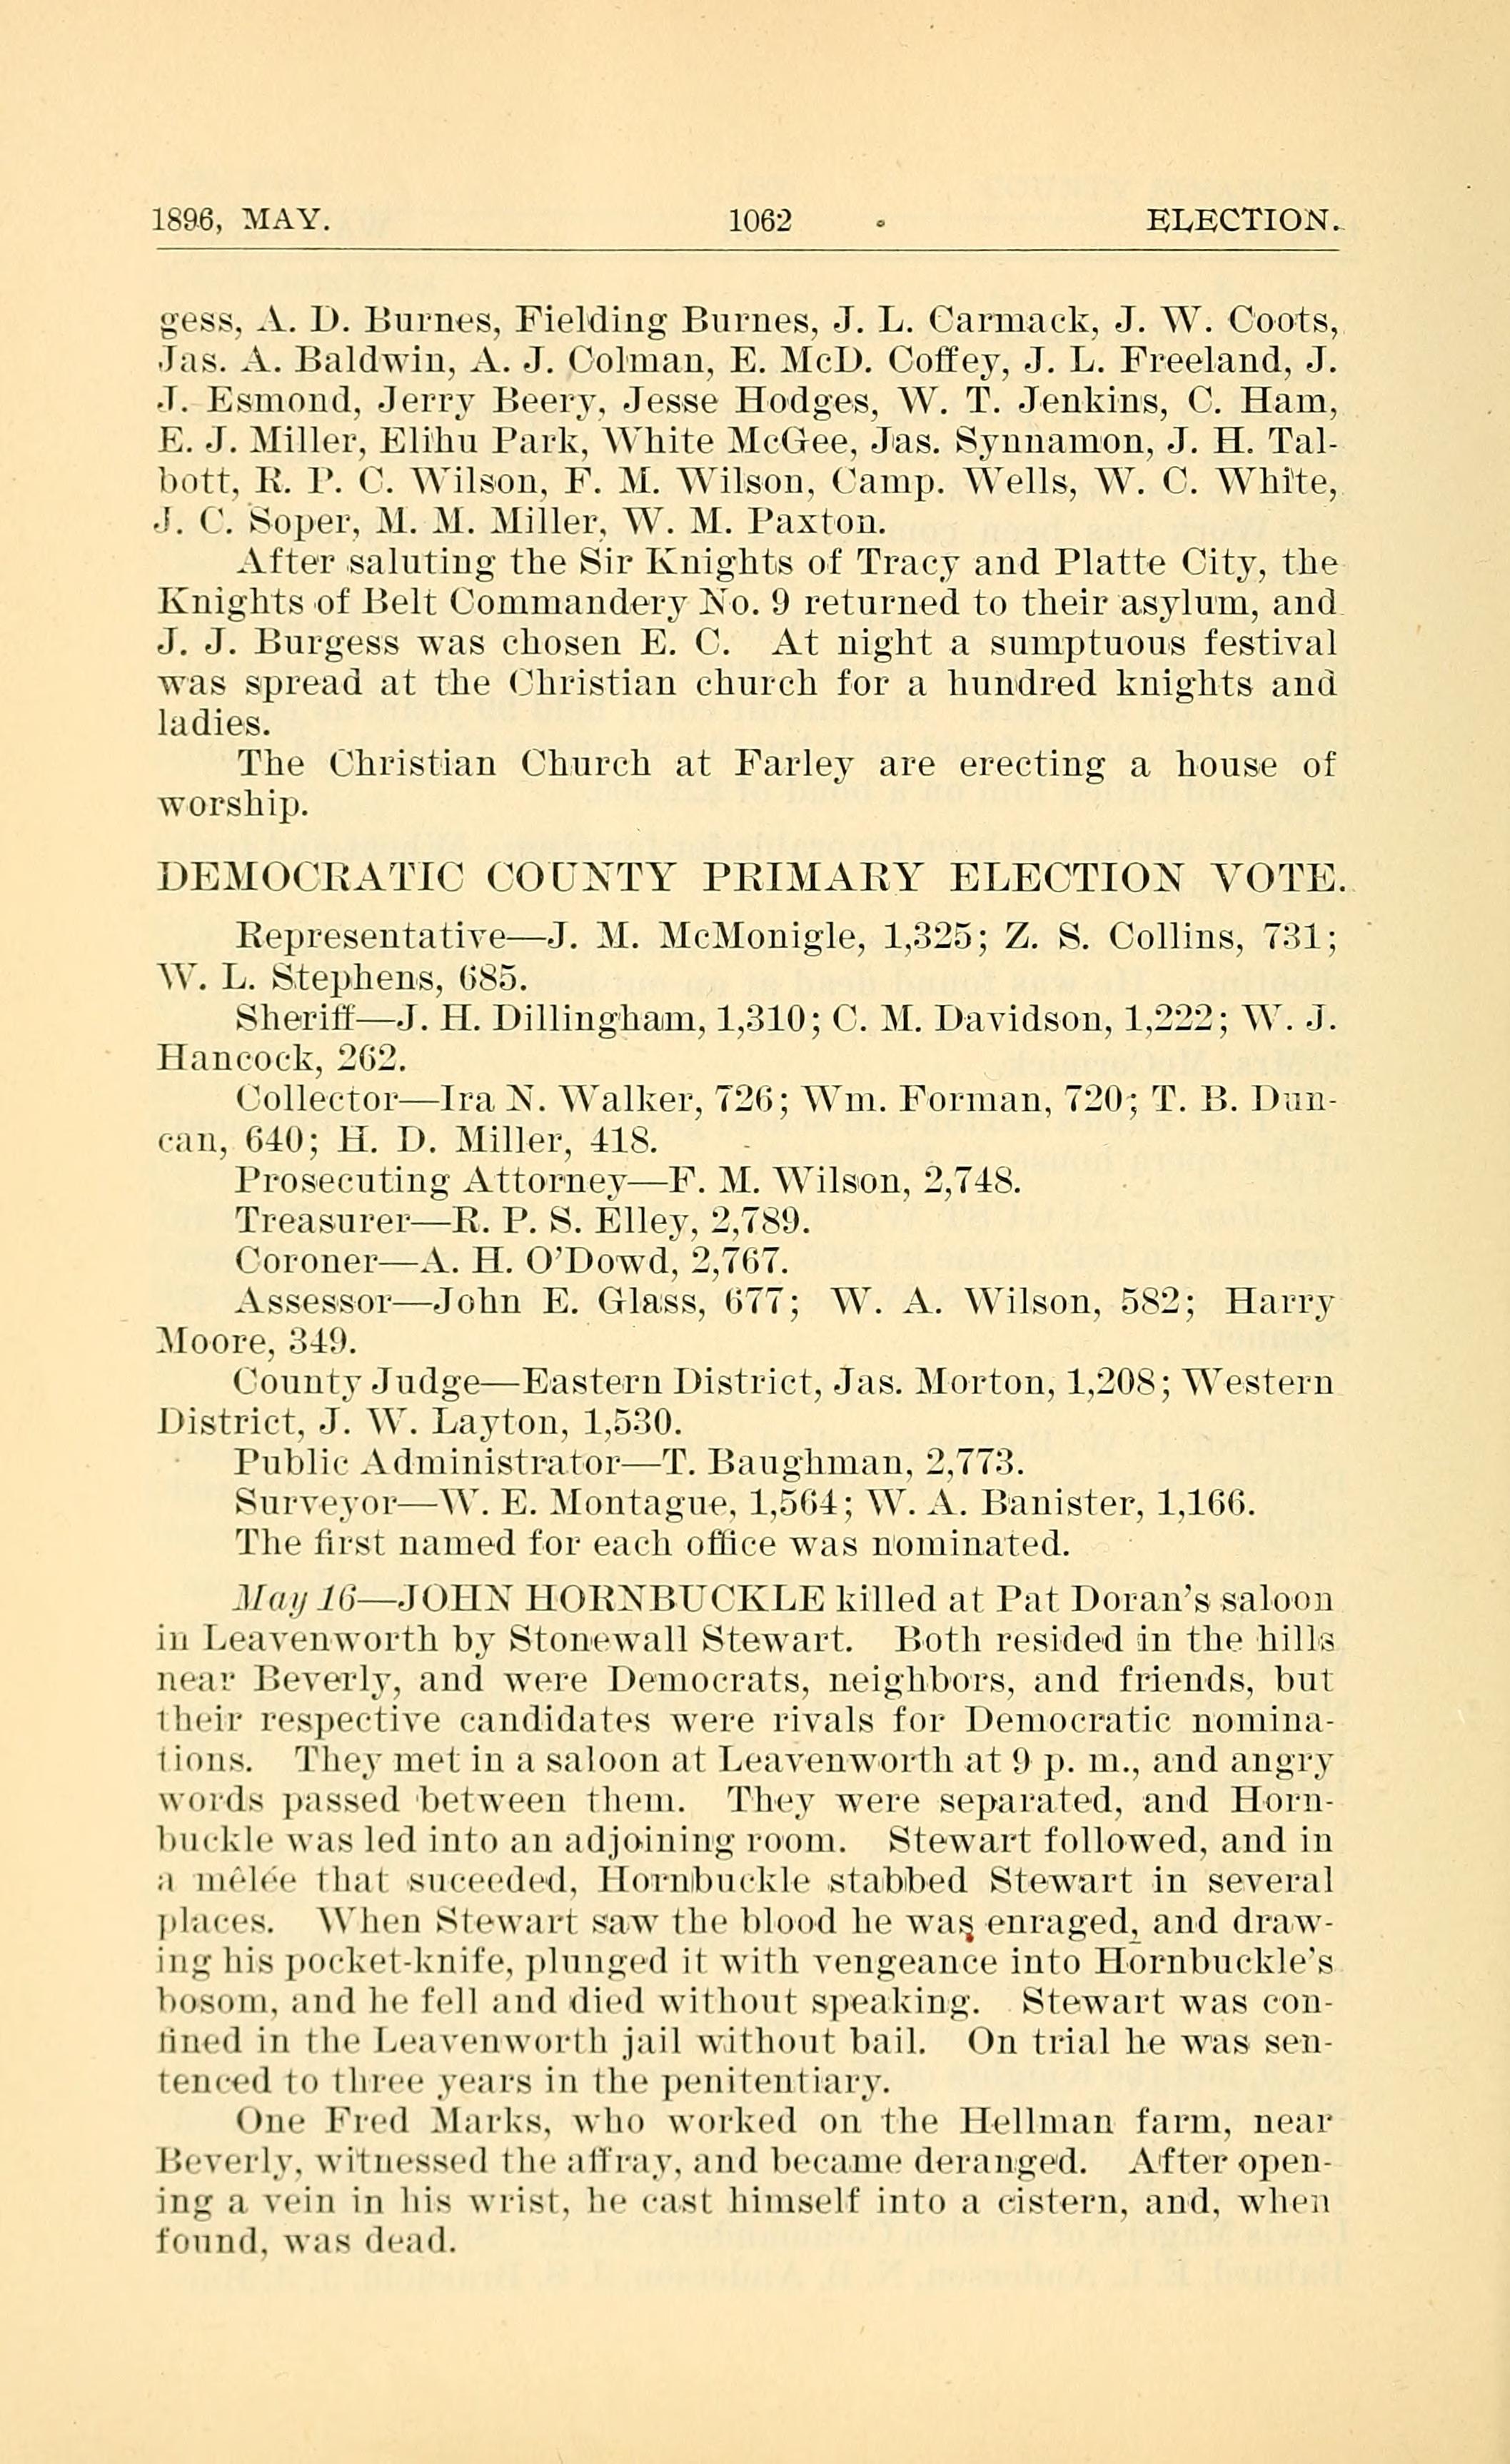 1896, MAY. 1062 ELECTION.
gess, A. D. Burnes, Fielding Burnes, J. L. Carmack, J. W. Coots,
Jas. A. Baldwin, A. J. Colman, E. McD. Coffey, J. L. Freeland, J.
J. Esmond, Jerry Beery, Jesse Hodges, W. T. Jenkins, C. Ham,
E. J. Miller, Elihu Park, White McGee, Jas. Synnamon, J. H. Tal-
bott, R. P. C. Wilson, F. M. Wilson, Camp. Wells, W. C. White,
J. C. Soper, M. M. Miller, W. M. Paxton.
After saluting the Sir Knights of Tracy and Platte City, the
Knights of Belt Commandery No. 9 returned to their asylum, and
J. J. Burgess was chosen E. C. At night a sumptuous festival
was spread at the Christian church for a hundred knights and
ladies.
The Christian Church at Farley are erecting a house of
worship.
DEMOCRATIC COUNTY PRIMARY ELECTION VOTE.
Representative—J. M. McMonigle, 1,325; Z. S. Collins, 731;
W. L. Stephens, 685.
Sheriff—J. H. Dillingham, 1,310; C. M. Davidson, 1,222; W. J.
Hancock, 262.
Collector—Ira N. Walker, 726; Wm. Forman, 720; T. B. Dun-
can, 640; H. D. Miller, 418.
Prosecuting Attorney—F. M. Wilson, 2,748.
Treasurer—R. P. S. Elley, 2,789.
Coroner—A. H. O'Dowd, 2,767.
Assessor—John E. Glass, 677; W. A. Wilson, 582; Harry
Moore, 349.
County Judge—Eastern District, Jas. Morton, 1,208; Western
District, J. W. Layton, 1,530.
Public Administrator—T. Baughman, 2,773.
Surveyor—W. E. Montague, 1,564; W. A. Banister, 1,166.
The first named for each office was nominated.
May 16—JOHN HORNBUCKLE killed at Pat Doran's saloon
in Leavenworth by Stonewall Stewart. Both resided in the hills
near Beverly, and were Democrats, neighbors, and friends, but
their respective candidates were rivals for Democratic nomina-
tions. They met in a saloon at Leavenworth at 9 p. m., and angry
words passed between them. They were separated, and Horn-
buckle was led into an adjoining room. Stewart followed, and in
a mêlée that suceeded, Hornbuckle stabbed Stewart in several
places. When Stewart saw the blood he was enraged, and draw-
ing his pocket-knife, plunged it with vengeance into Hornbuckle's
bosom, and he fell and died without speaking. Stewart was con-
fined in the Leavenworth jail without bail. On trial he was sen-
tenced to three years in the penitentiary.
One Fred Marks, who worked on the Hellman farm, near
Beverly, witnessed the affray, and became deranged. After open-
ing a vein in his wrist, he cast himself into a cistern, and, when
found, was dead.